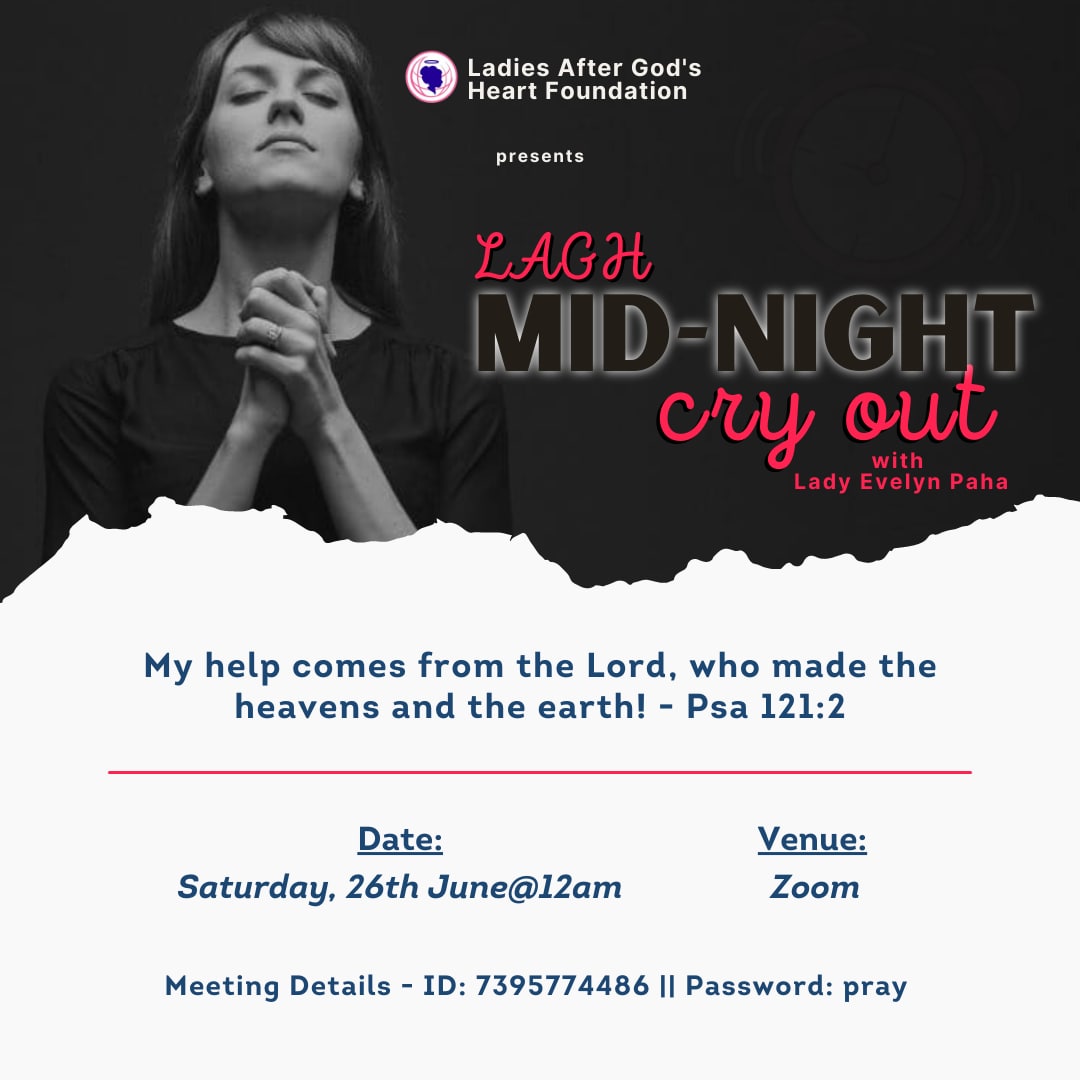 Ladies After God's
Heart Foundation
presents
LAGH
MID-NIGHT
cry out
with
Lady Evelyn Paha
My help comes from the Lord, who made the
heavens and the earth! - Psa 121:2
Date:
Saturday, 26th June@12am
Venue:
Zoom
Meeting Details - ID: 7395774486 || Password: pray